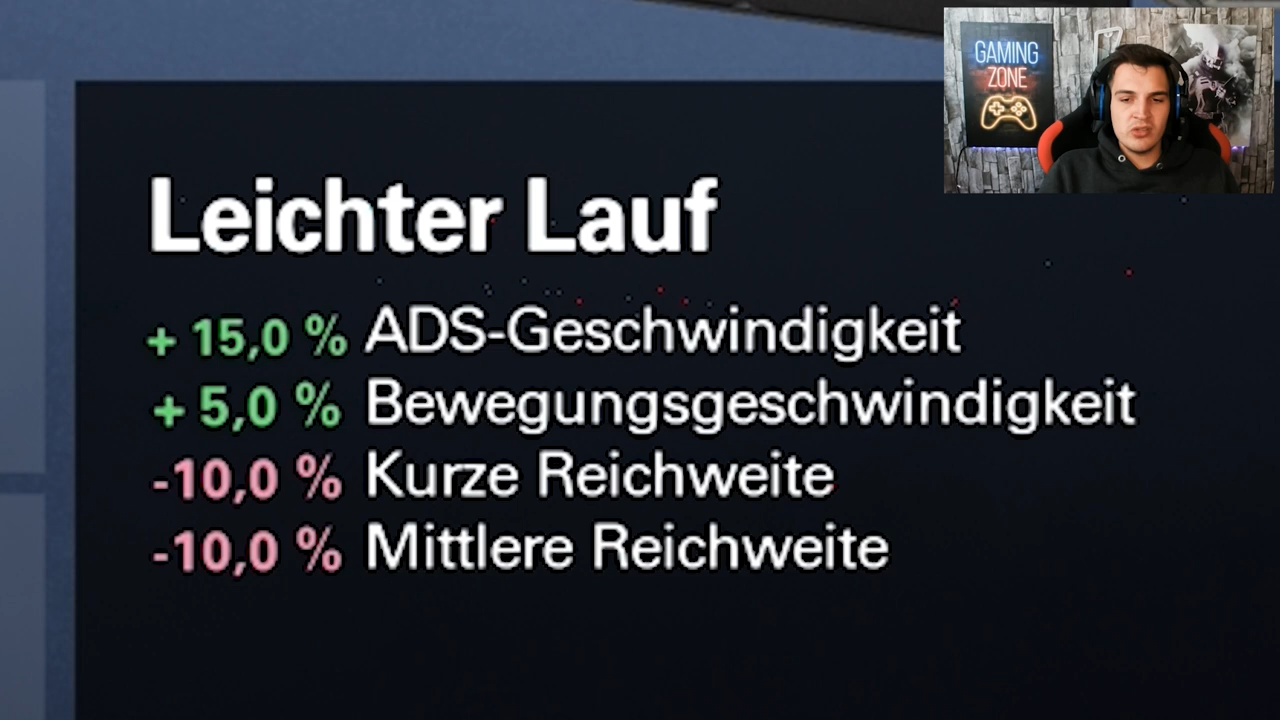 GAMING
ZONE
Leichter Lauf
+ 15,0 % ADS-Geschwindigkeit
+ 5,0 % Bewegungsgeschwindigkeit
-10,0 % Kurze Reichweite
-10,0 % Mittlere Reichweite